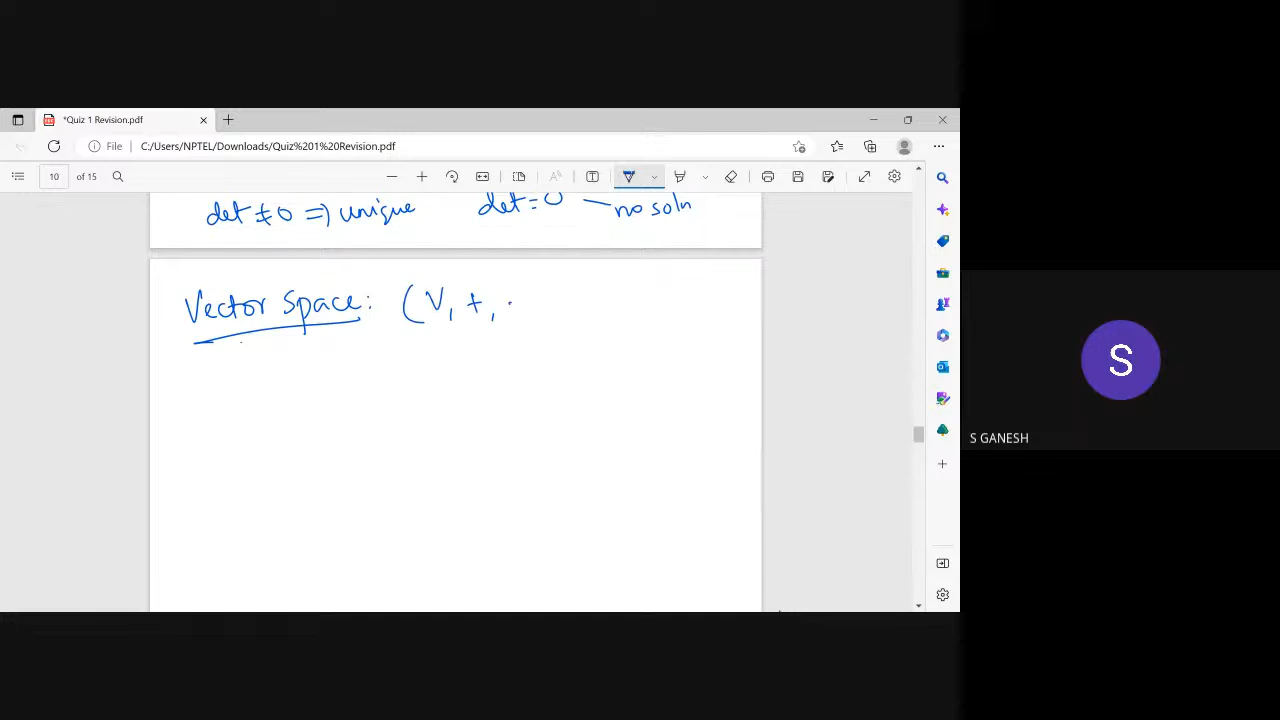 *Quiz 1 Revision.pdf
File C:/Users/NPTEL/Downloads/Quiz%201%20Revision.pdf
10 of 15
det ≠ 0 => unique det = 0 — no soln
Vector Space: (V, +, ·
S
S GANESH